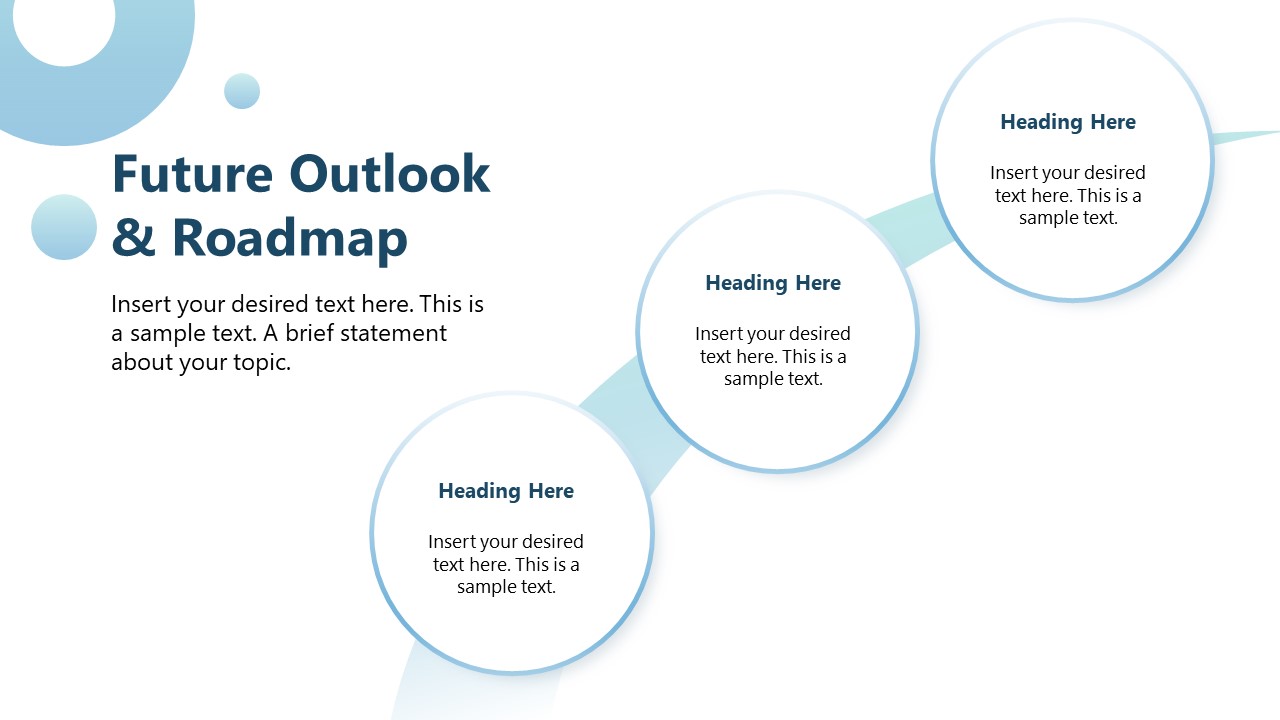 Future Outlook
& Roadmap
Insert your desired text here. This is
a sample text. A brief statement
about your topic.
Heading Here
Insert your desired
text here. This is a
sample text.
Heading Here
Insert your desired
text here. This is a
sample text.
Heading Here
Insert your desired
text here. This is a
sample text.